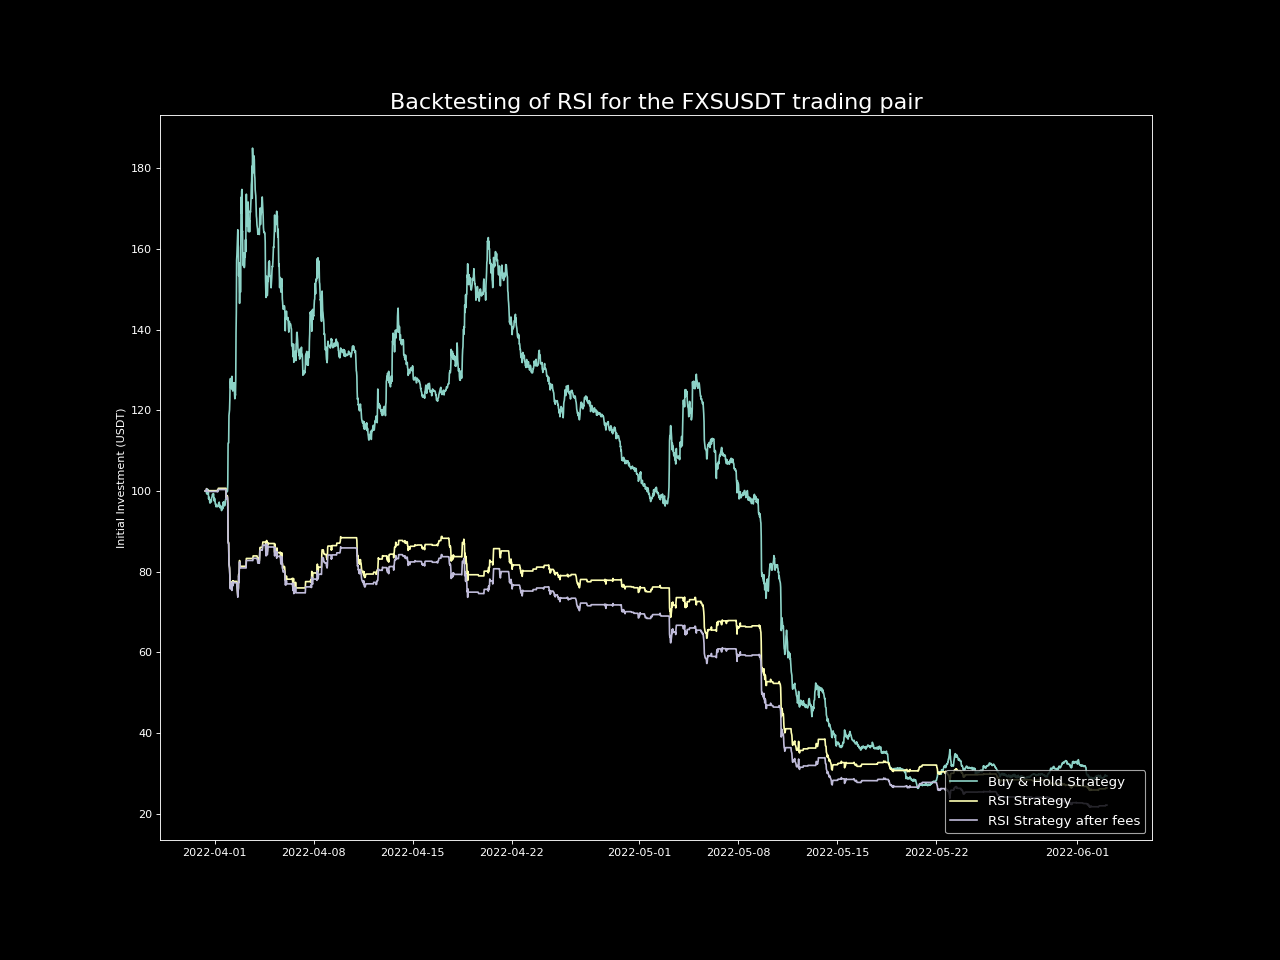 Backtesting of RSI for the FXSUSDT trading pair
Initial Investment (USDT)
180
160
140
120
100
80
60
40
20
2022-04-01 2022-04-08 2022-04-15 2022-04-22 2022-05-01 2022-05-08 2022-05-15 2022-05-22 2022-06-01
Buy & Hold Strategy
RSI Strategy
RSI Strategy after fees